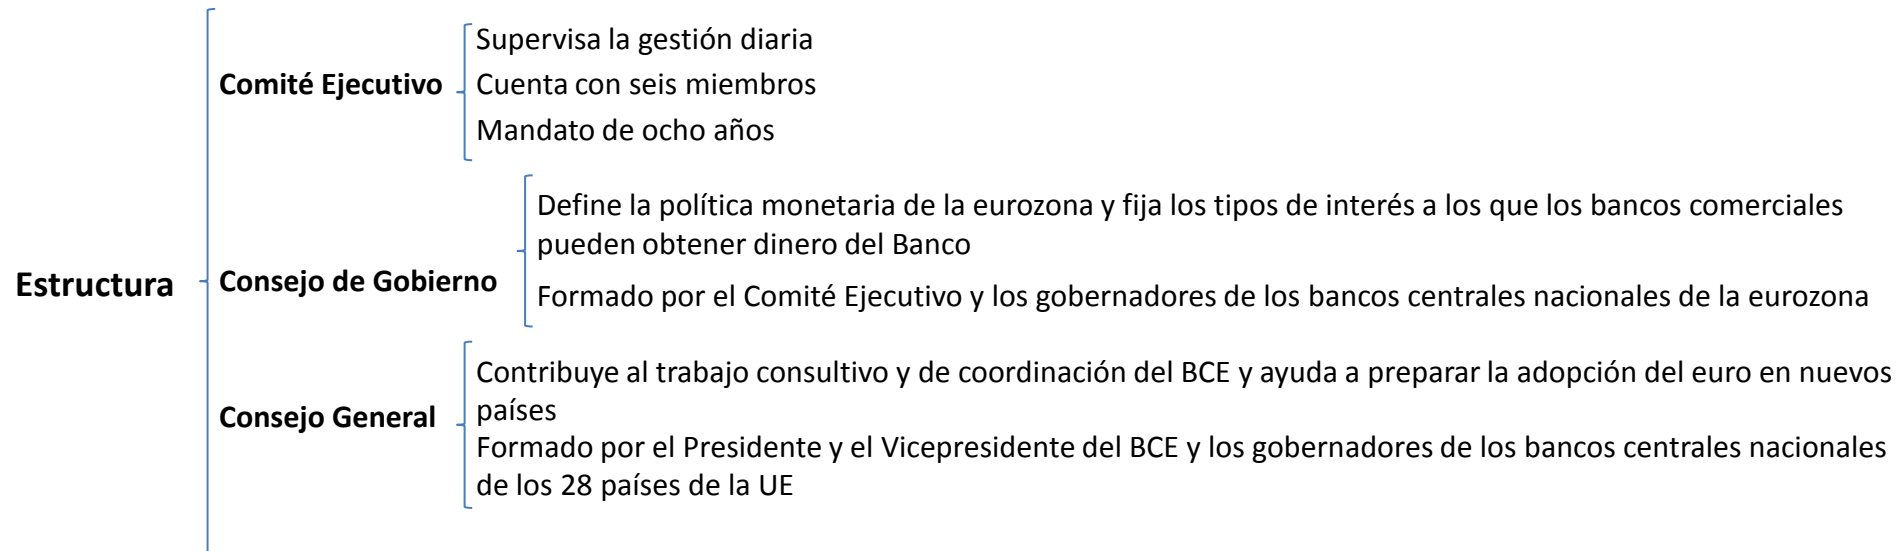 Estructura
Comité Ejecutivo
Supervisa la gestión diaria
Cuenta con seis miembros
Mandato de ocho años
Consejo de Gobierno
Define la política monetaria de la eurozona y fija los tipos de interés a los que los bancos comerciales
pueden obtener dinero del Banco
Formado por el Comité Ejecutivo y los gobernadores de los bancos centrales nacionales de la eurozona
Consejo General
Contribuye al trabajo consultivo y de coordinación del BCE y ayuda a preparar la adopción del euro en nuevos
países
Formado por el Presidente y el Vicepresidente del BCE y los gobernadores de los bancos centrales nacionales
de los 28 países de la UE